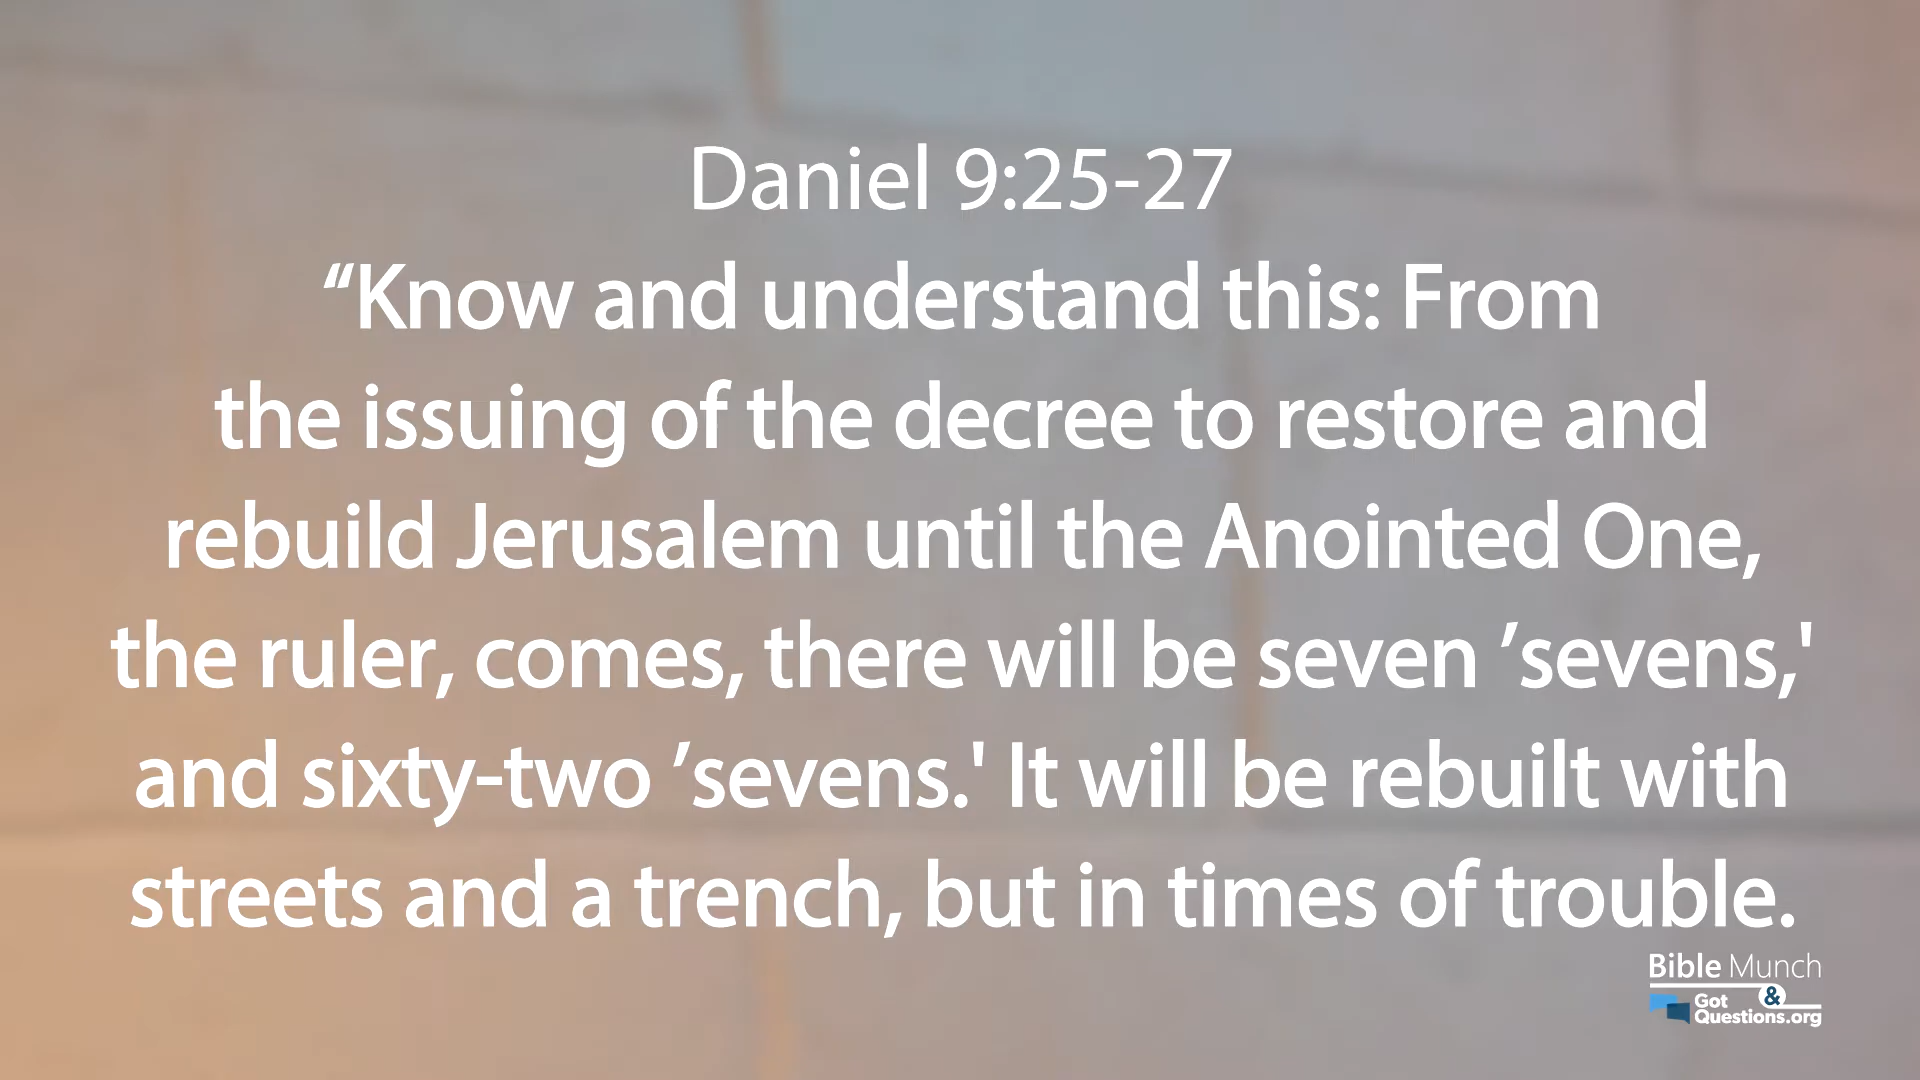 Daniel 9:25-27
“Know and understand this: From
the issuing of the decree to restore and
rebuild Jerusalem until the Anointed One,
the ruler, comes, there will be seven ’sevens,'
and sixty-two ’sevens.' It will be rebuilt with
streets and a trench, but in times of trouble.
Bible Munch
&
Got
Questions.org